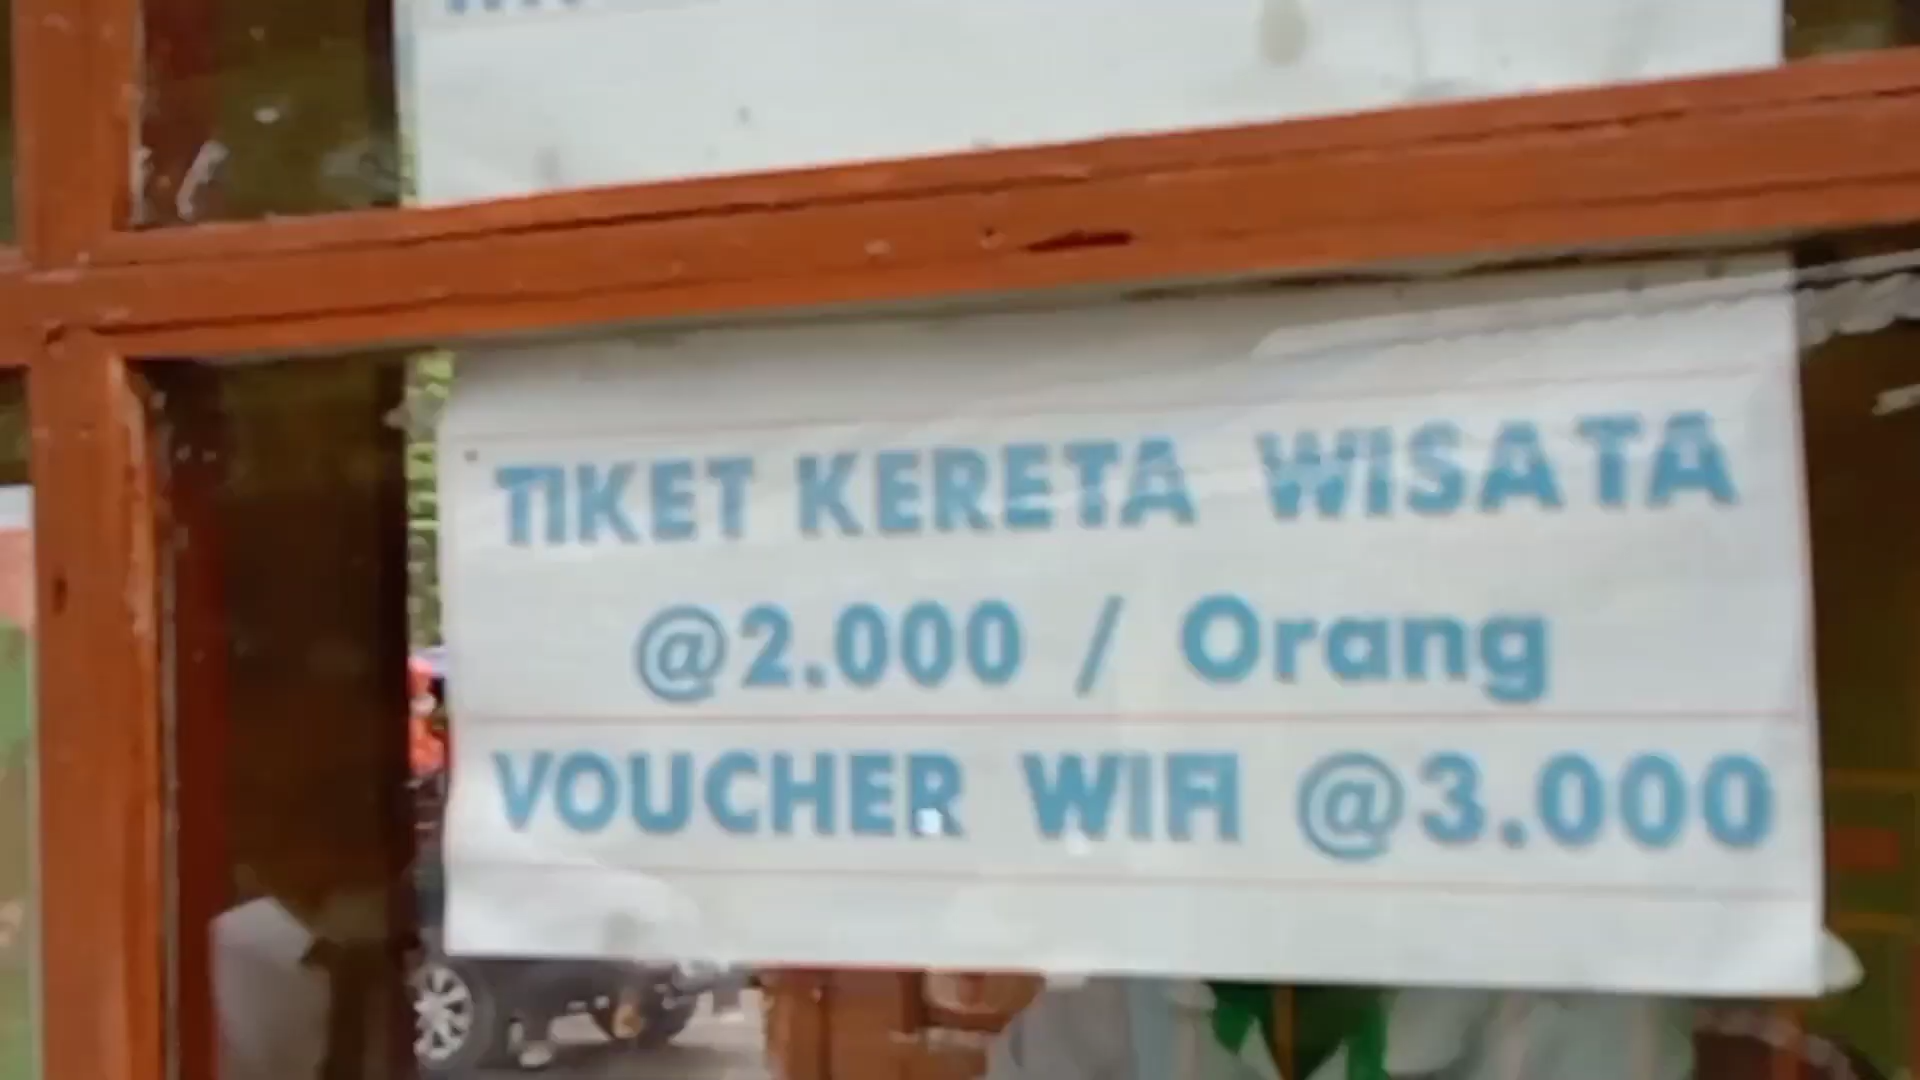 TIKET KERETA WISATA
@2.000 / Orang
VOUCHER WIFI @3.000